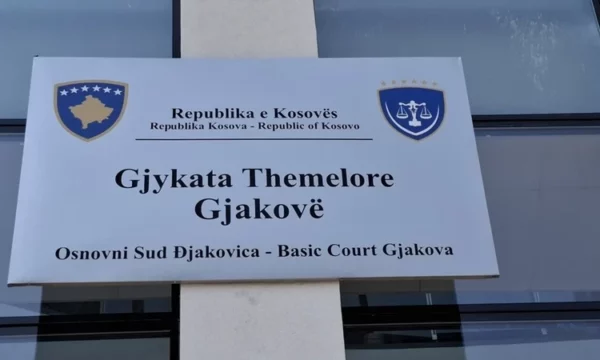 Republika e Kosovës
Republika Kosova - Republic of Kosovo
Gjykata Themelore
Gjakovë
Osnovni Sud Đjakovica - Basic Court Gjakova